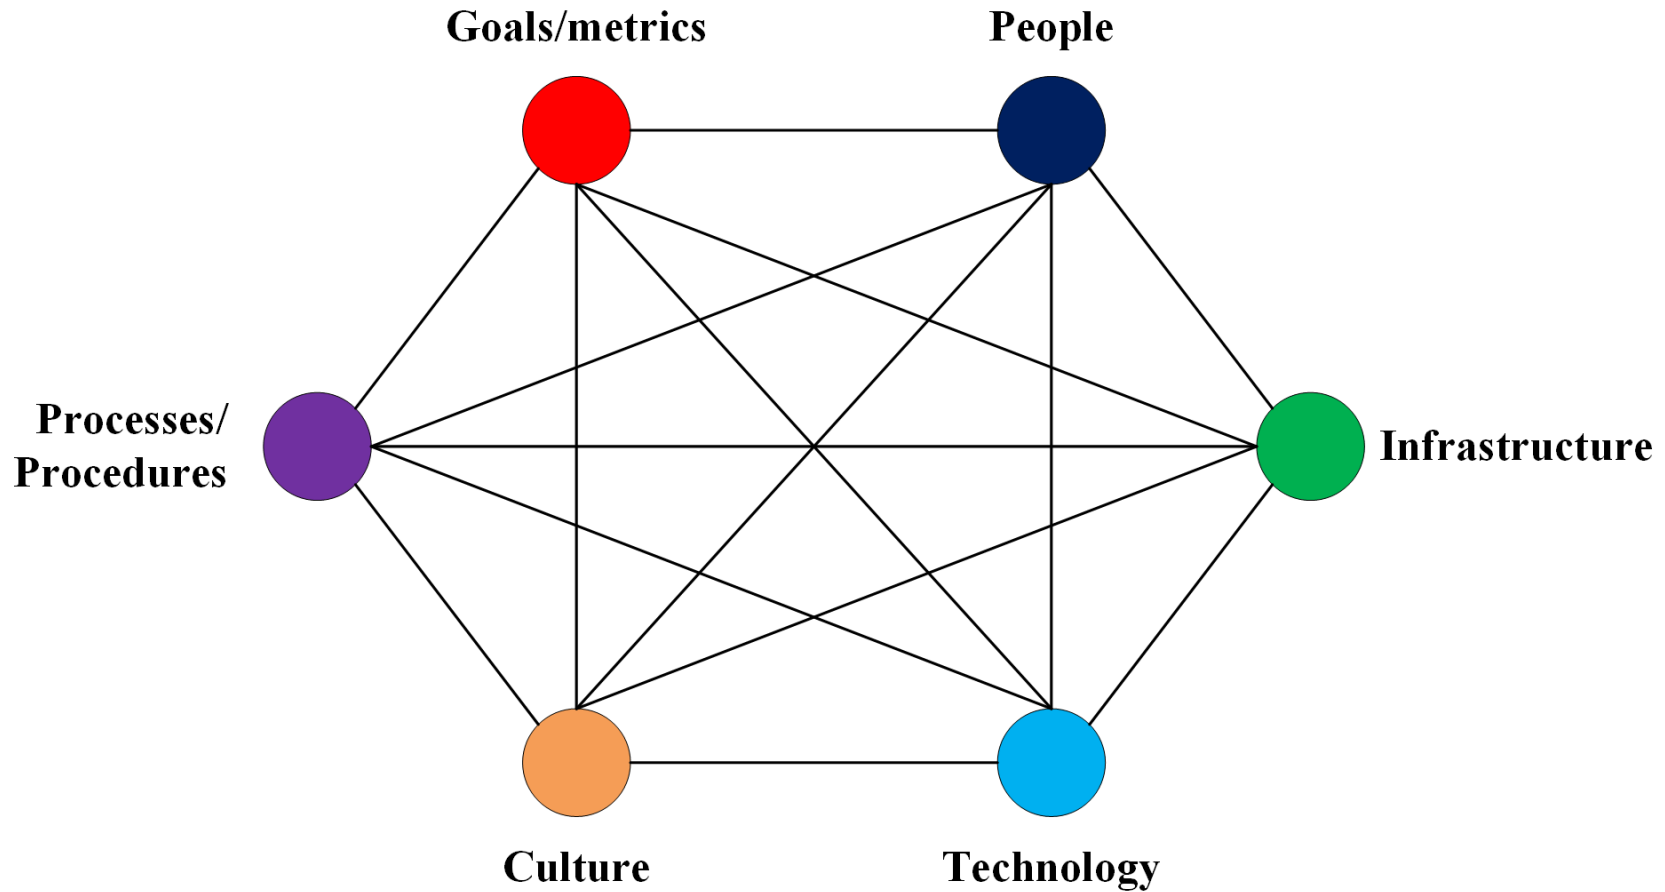 Goals/metrics
People
Processes/
Procedures
Infrastructure
Culture
Technology